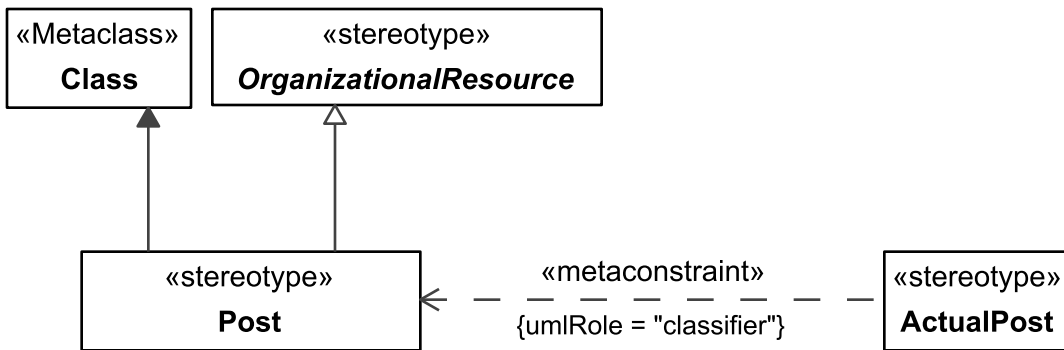 «Metaclass»
Class
«stereotype»
OrganizationalResource
«stereotype»
Post
«metaconstraint»
{umlRole = "classifier"}
«stereotype»
ActualPost